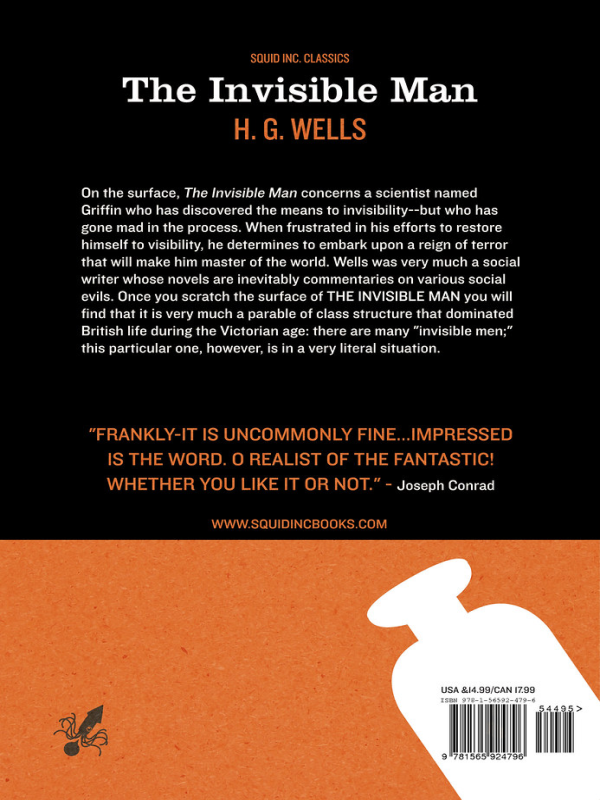 SQUID INC. CLASSICS
The Invisible Man
H. G. WELLS
On the surface, The Invisible Man concerns a scientist named
Griffin who has discovered the means to invisibility--but who has
gone mad in the process. When frustrated in his efforts to restore
himself to visibility, he determines to embark upon a reign of terror
that will make him master of the world. Wells was very much a social
writer whose novels are inevitably commentaries on various social
evils. Once you scratch the surface of THE INVISIBLE MAN you will
find that it is very much a parable of class structure that dominated
British life during the Victorian age: there are many "invisible men;"
this particular one, however, is in a very literal situation.
"FRANKLY-IT IS UNCOMMONLY FINE...IMPRESSED
IS THE WORD. O REALIST OF THE FANTASTIC!
WHETHER YOU LIKE IT OR NOT." - Joseph Conrad
WWW.SQUIDINCBOOKS.COM
USA &14.99/CAN 17.99
ISBN 978-1-56592-479-6
54495>
9 781565 924796